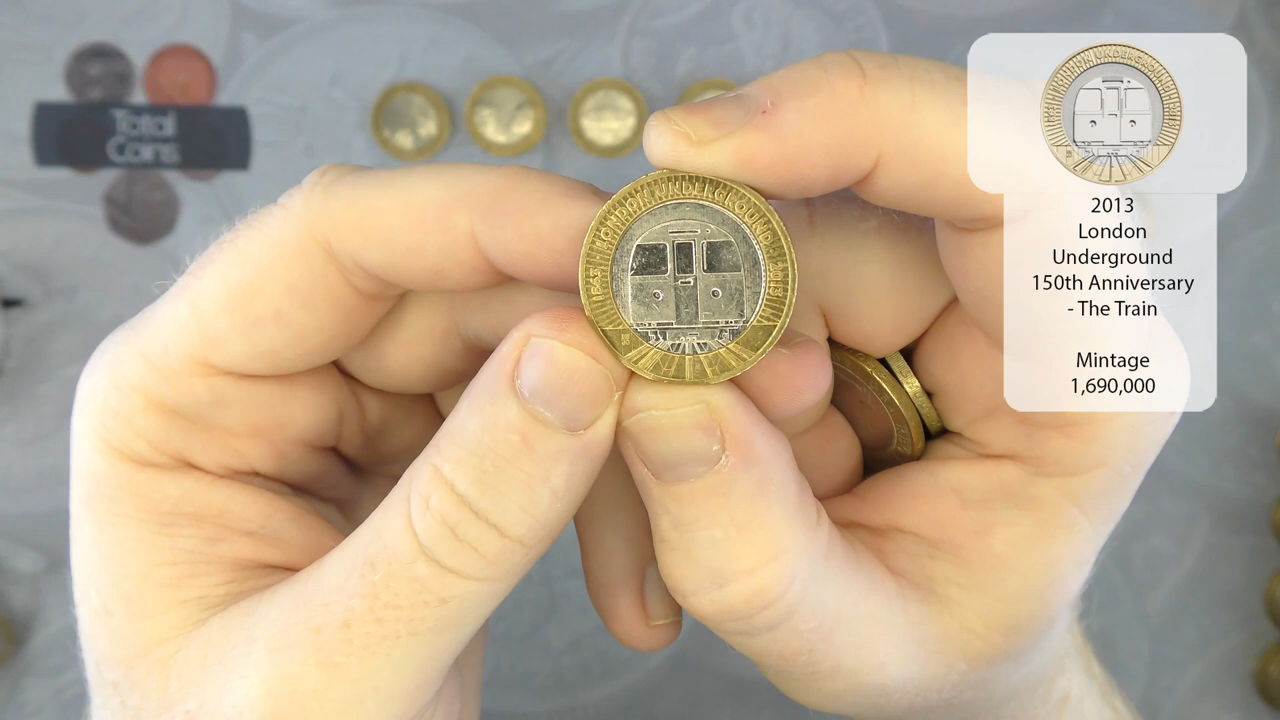 Total
Coins
LONDON UNDERGROUND
1863
2013
2013
London
Underground
150th Anniversary
- The Train
Mintage
1,690,000